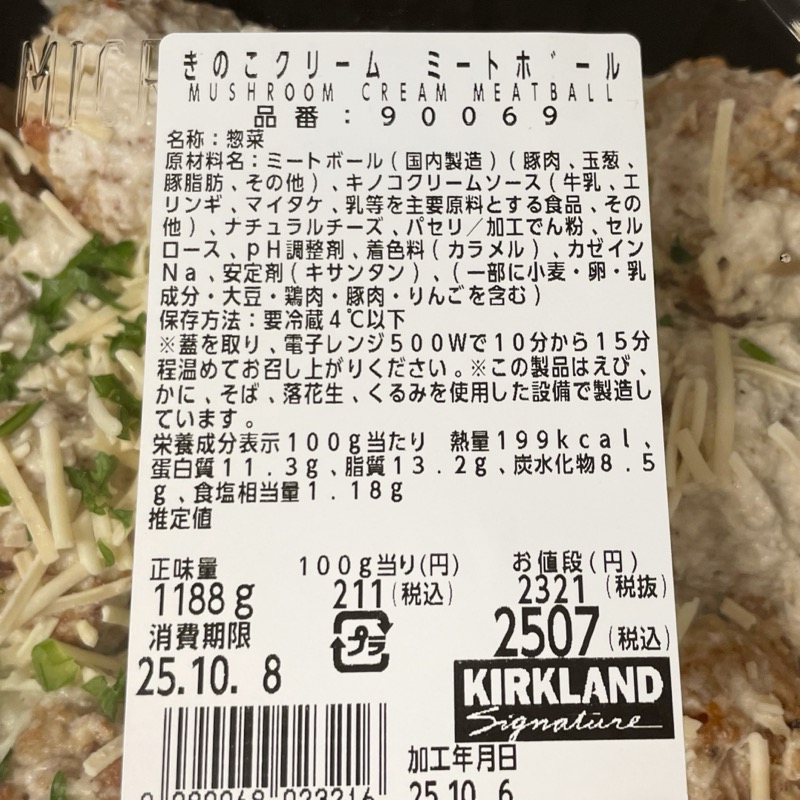 きのこクリーム ミートボール
MUSHROOM CREAM MEATBALL
品番：90069
名称：惣菜
原材料名：ミートボール(国内製造)(豚肉、玉葱、
豚脂肪、その他)、キノコクリームソース(牛乳、エ
リンギ、マイタケ、乳等を主要原料とする食品、その
他)、ナチュラルチーズ、パセリ／加工でん粉、セル
ロース、pH調整剤、着色料(カラメル)、カゼイン
Na、安定剤(キサンタン)、(一部に小麦・卵・乳
成分・大豆・鶏肉・豚肉・りんごを含む)
保存方法：要冷蔵4℃以下
※蓋を取り、電子レンジ500Wで10分から15分
程温めてお召し上がりください。※この製品はえび、
かに、そば、落花生、くるみを使用した設備で製造し
ています。
栄養成分表示100g当たり 熱量199kcal、
蛋白質11.3g、脂質13.2g、炭水化物8.5
g、食塩相当量1.18g
推定値
正味量 100g当り(円) お値段(円)
1188g 211(税込) 2321(税抜)
消費期限 プラ 2507(税込)
25.10. 8
KIRKLAND
Signature
加工年月日
25.10. 6